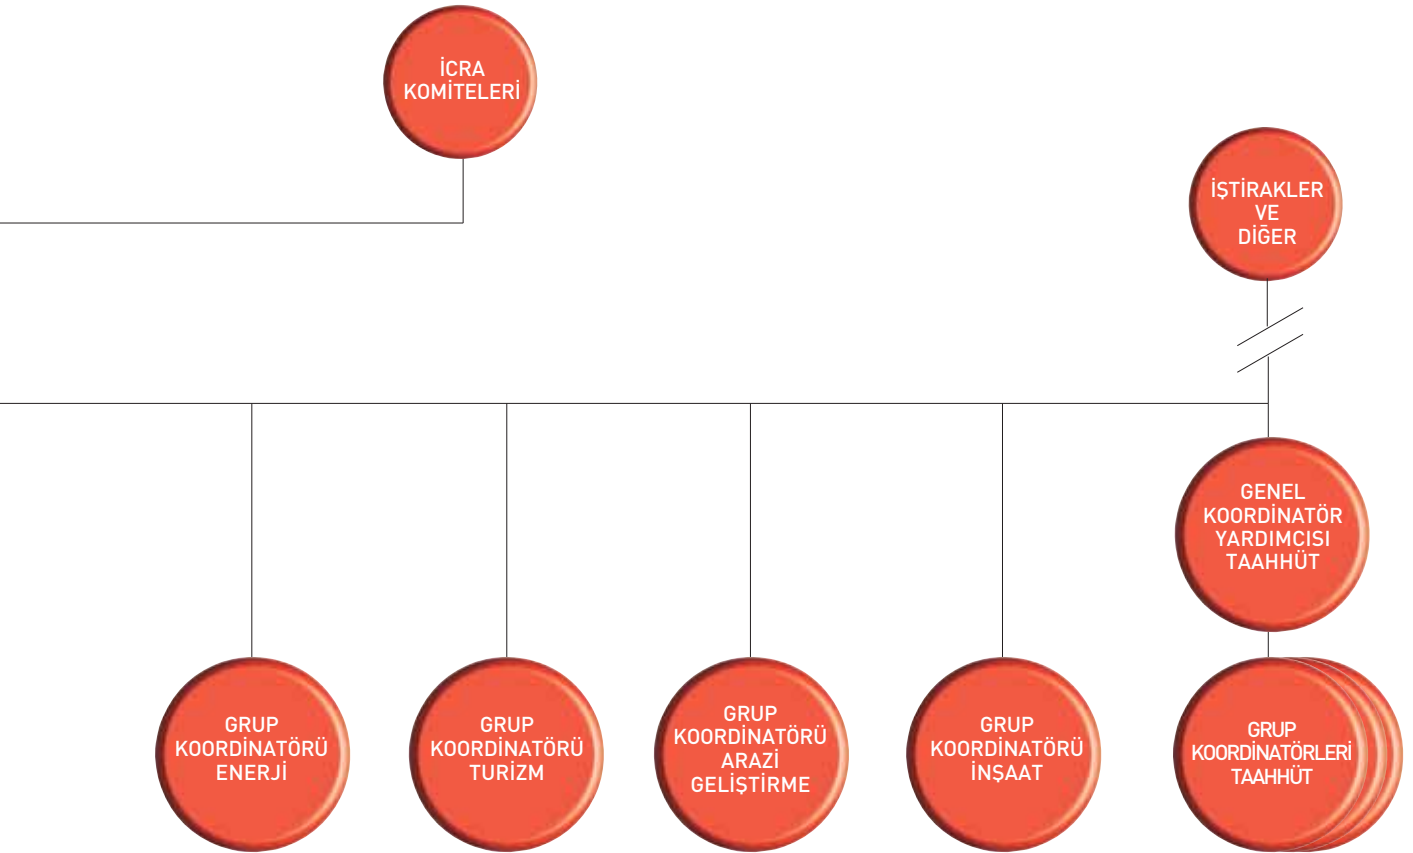 İCRA
KOMİTELERİ
İŞTİRAKLER
VE
DİĞER
GENEL
KOORDİNATÖR
YARDIMCISI
TAAHHÜT
GRUP
KOORDİNATÖRÜ
ENERJİ
GRUP
KOORDİNATÖRÜ
TURİZM
GRUP
KOORDİNATÖRÜ
ARAZİ
GELİŞTİRME
GRUP
KOORDİNATÖRÜ
İNŞAAT
GRUP
KOORDİNATÖRLERİ
TAAHHÜT